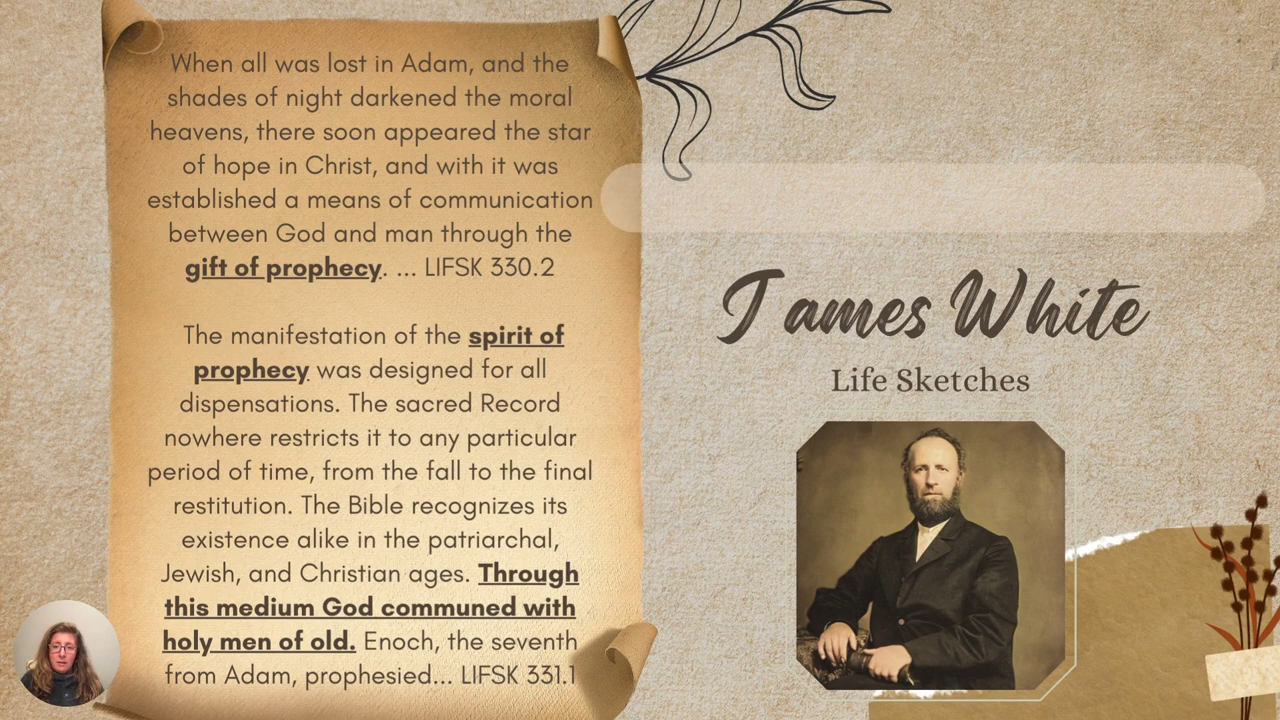 When all was lost in Adam, and the
shades of night darkened the moral
heavens, there soon appeared the star
of hope in Christ, and with it was
established a means of communication
between God and man through the
gift of prophecy. ... LIFSK 330.2
The manifestation of the spirit of
prophecy was designed for all
dispensations. The sacred Record
nowhere restricts it to any particular
period of time, from the fall to the final
restitution. The Bible recognizes its
existence alike in the patriarchal,
Jewish, and Christian ages. Through
this medium God communed with
holy men of old. Enoch, the seventh
from Adam, prophesied... LIFSK 331.1
James White
Life Sketches